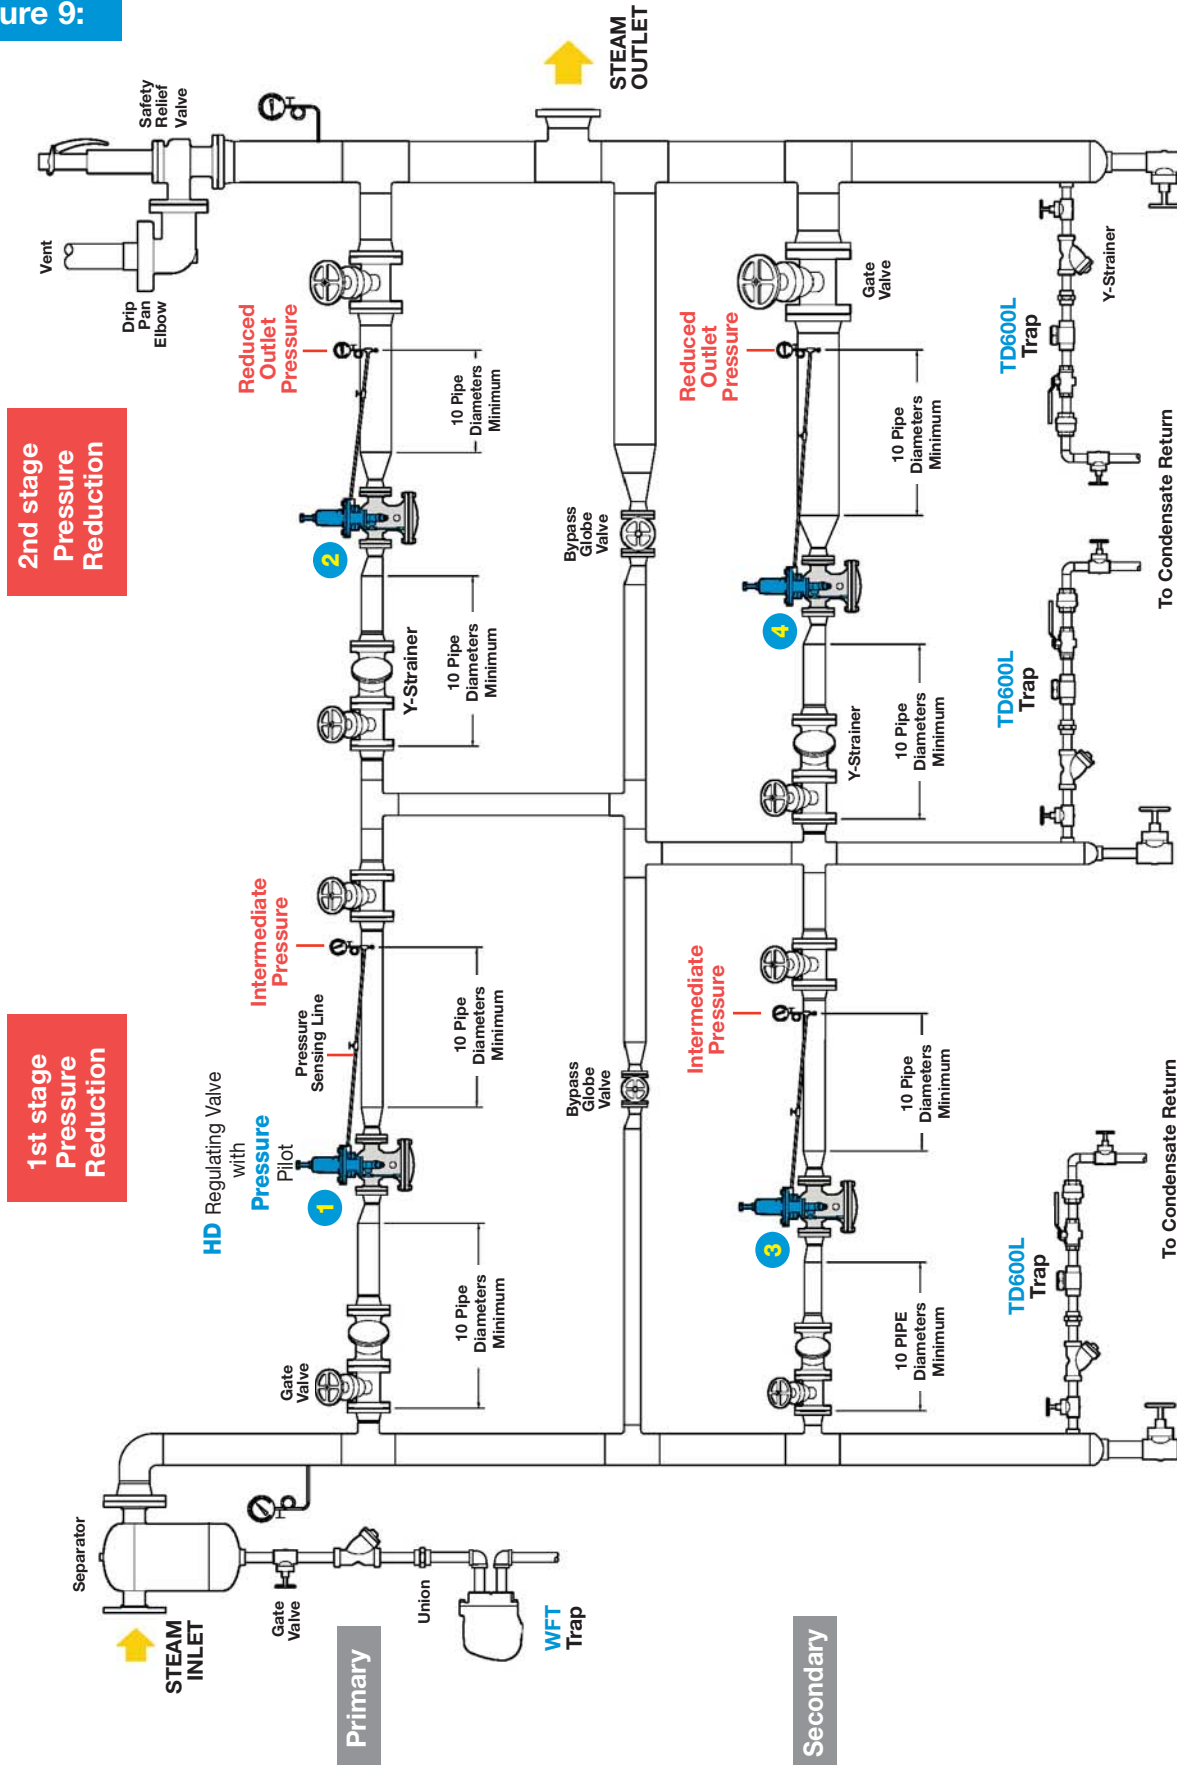 ure 9:
1st stage
Pressure
Reduction
2nd stage
Pressure
Reduction
Separator
STEAM
INLET
Gate
Valve
Union
WFT
Trap
Primary
HD Regulating Valve
with
Pressure
Pilot
1
Gate
Valve
10 Pipe
Diameters
Minimum
Pressure
Sensing Line
Intermediate
Pressure
10 Pipe
Diameters
Minimum
2
Y-Strainer
10 Pipe
Diameters
Minimum
Reduced
Outlet
Pressure
10 Pipe
Diameters
Minimum
Vent
Drip
Pan
Elbow
Safety
Relief
Valve
STEAM
OUTLET
Bypass
Globe
Valve
Bypass
Globe
Valve
Secondary
3
10 PIPE
Diameters
Minimum
Intermediate
Pressure
10 Pipe
Diameters
Minimum
4
Y-Strainer
10 Pipe
Diameters
Minimum
Reduced
Outlet
Pressure
10 Pipe
Diameters
Minimum
Gate
Valve
TD600L
Trap
To Condensate Return
TD600L
Trap
To Condensate Return
TD600L
Trap
Y-Strainer